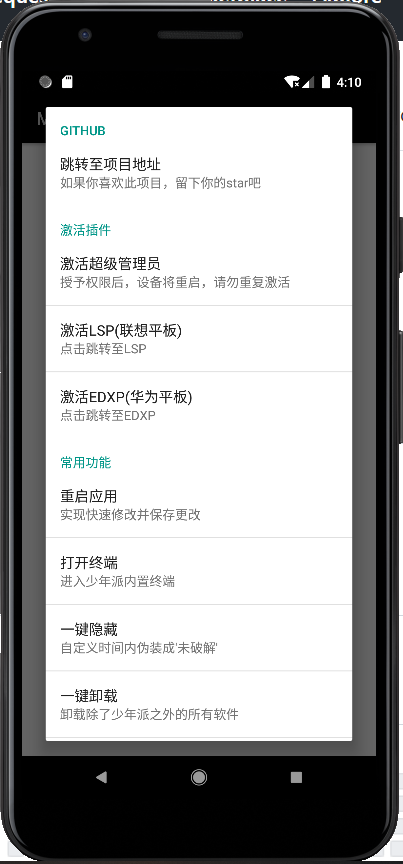 4:10
GITHUB
跳转至项目地址
如果你喜欢此项目，留下你的star吧
激活插件
激活超级管理员
授予权限后，设备将重启，请勿重复激活
激活LSP(联想平板)
点击跳转至LSP
激活EDXP(华为平板)
点击跳转至EDXP
常用功能
重启应用
实现快速修改并保存更改
打开终端
进入少年派内置终端
一键隐藏
自定义时间内伪装成'未破解'
一键卸载
卸载除了少年派之外的所有软件